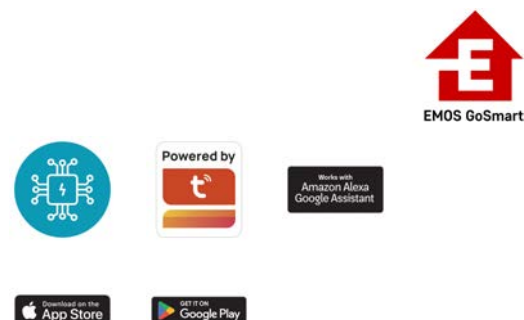 E
EMOS GoSmart
Powered by
t
Works with
Amazon Alexa
Google Assistant
Download on the
App Store
GET IT ON
Google Play